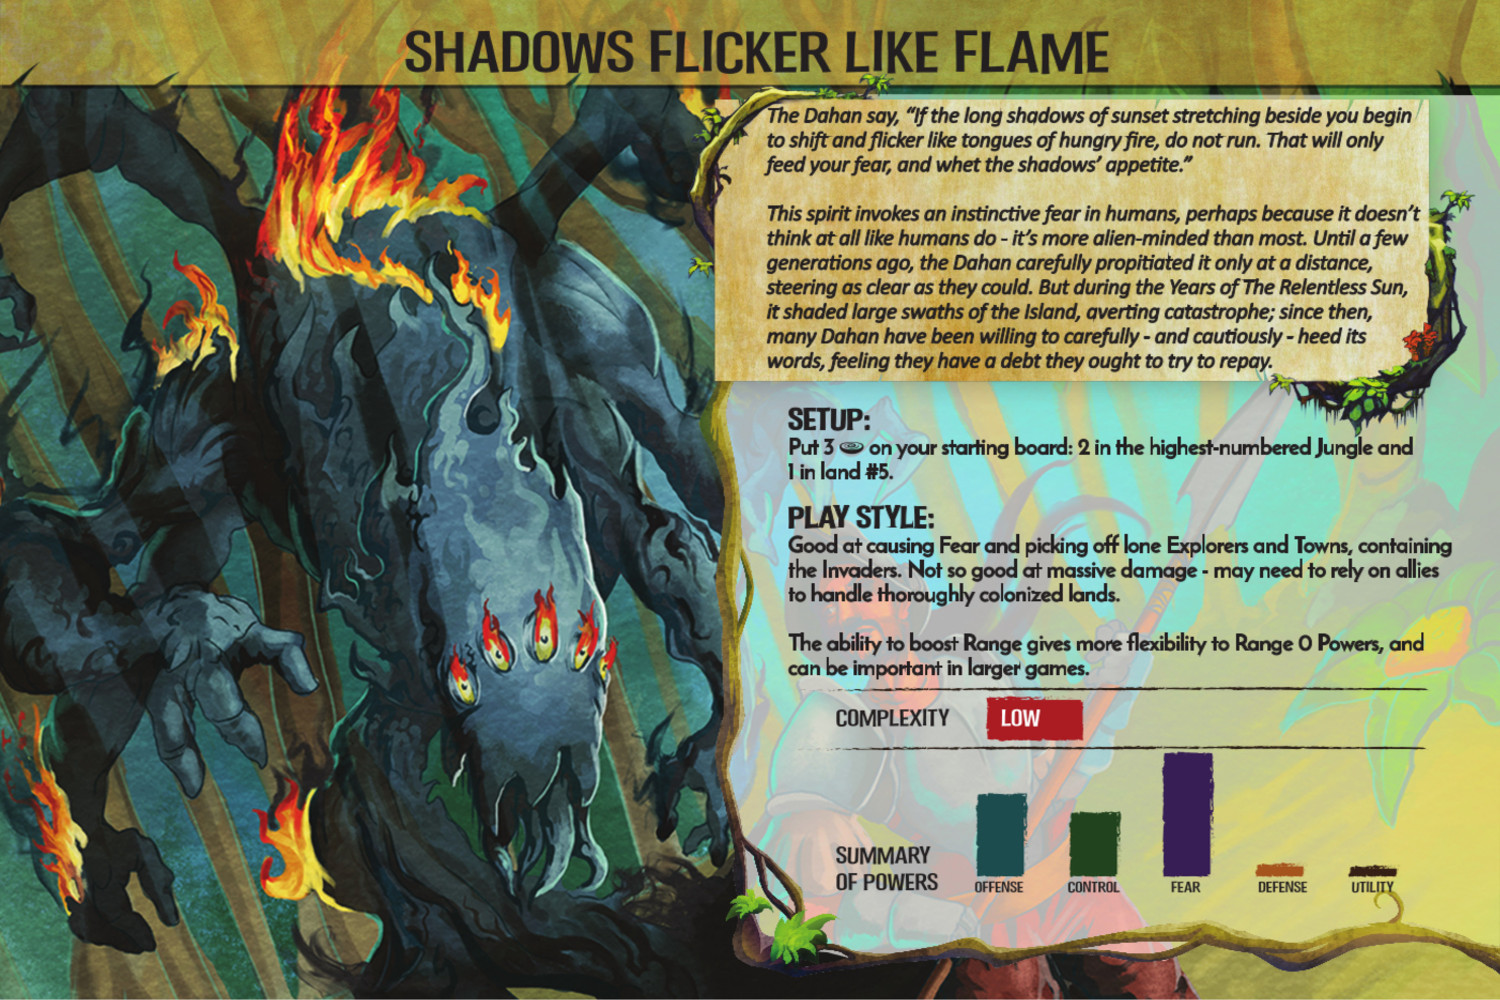 SHADOWS FLICKER LIKE FLAME
The Dahan say, “If the long shadows of sunset stretching beside you begin
to shift and flicker like tongues of hungry fire, do not run. That will only
feed your fear, and whet the shadows’ appetite.”
This spirit invokes an instinctive fear in humans, perhaps because it doesn’t
think at all like humans do - it’s more alien-minded than most. Until a few
generations ago, the Dahan carefully propitiated it only at a distance,
steering as clear as they could. But during the Years of The Relentless Sun,
it shaded large swaths of the Island, averting catastrophe; since then,
many Dahan have been willing to carefully - and cautiously - heed its
words, feeling they have a debt they ought to try to repay.
SETUP:
Put 3 on your starting board: 2 in the highest-numbered Jungle and
1 in land #5.
PLAY STYLE:
Good at causing Fear and picking off lone Explorers and Towns, containing
the Invaders. Not so good at massive damage - may need to rely on allies
to handle thoroughly colonized lands.
The ability to boost Range gives more flexibility to Range 0 Powers, and
can be important in larger games.
COMPLEXITY LOW
SUMMARY
OF POWERS
OFFENSE CONTROL FEAR DEFENSE UTILITY